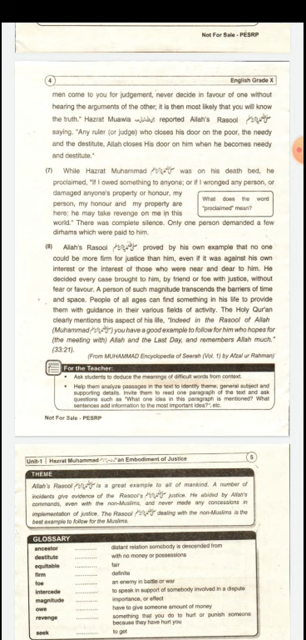 Not For Sale - PESRP
4
English Grade X
men come to you for judgement, never decide in favour of one without
hearing the arguments of the other; it is then most likely that you will know
the truth." Hazrat Muawia reported Allah's Rasool
saying, "Any ruler (or judge) who closes his door on the poor, the needy
and the destitute, Allah closes His door on him when he becomes needy
and destitute."
(7) While Hazrat Muhammad was on his death bed, he
proclaimed, "If I owed something to anyone; or if I wronged any person, or
damaged anyone's property or honour, my
person, my honour and my property are
here; he may take revenge on me in this
What does the word
"proclaimed" mean?
world." There was complete silence. Only one person demanded a few
dirhams which were paid to him.
(8) Allah's Rasool proved by his own example that no one
could be more firm for justice than him, even if it was against his own
interest or the interest of those who were near and dear to him. He
decided every case brought to him, by friend or foe with justice, without
fear or favour. A person of such magnitude transcends the barriers of time
and space. People of all ages can find something in his life to provide
them with guidance in their various fields of activity. The Holy Qur'an
clearly mentions this aspect of his life, "Indeed in the Rasool of Allah
(Muhammad) you have a good example to follow for him who hopes for
(the meeting with) Allah and the Last Day, and remembers Allah much."
(33:21).
(From MUHAMMAD Encyclopedia of Seerah (Vol. 1) by Afzal ur Rahman)
For the Teacher:
• Ask students to deduce the meanings of difficult words from context.
• Help them analyze passages in the text to identify theme, general subject and
supporting details. Invite them to read one paragraph of the text and ask
questions such as "What one idea in this paragraph is mentioned? What
sentences add information to the most important idea?", etc.
Not For Sale - PESRP
Unit-1 | Hazrat Muhammad an Embodiment of Justice
5
THEME
Allah's Rasool is a great example to all of mankind. A number of
incidents give evidence of the Rasool's justice. He abided by Allah's
commands, even with the non-Muslims, and never made any concessions in
implementation of justice. The Rasool dealing with the non-Muslims is the
best example to follow for the Muslims.
GLOSSARY
ancestor ............ distant relation somebody is descended from
destitute ............ with no money or possessions
equitable ............ fair
firm ............ definite
foe ............ an enemy in battle or war
intercede ............ to speak in support of somebody involved in a dispute
magnitude ............ importance, or effect
owe ............ have to give someone amount of money
revenge ............ something that you do to hurt or punish someone
because they have hurt you
seek ............ to get